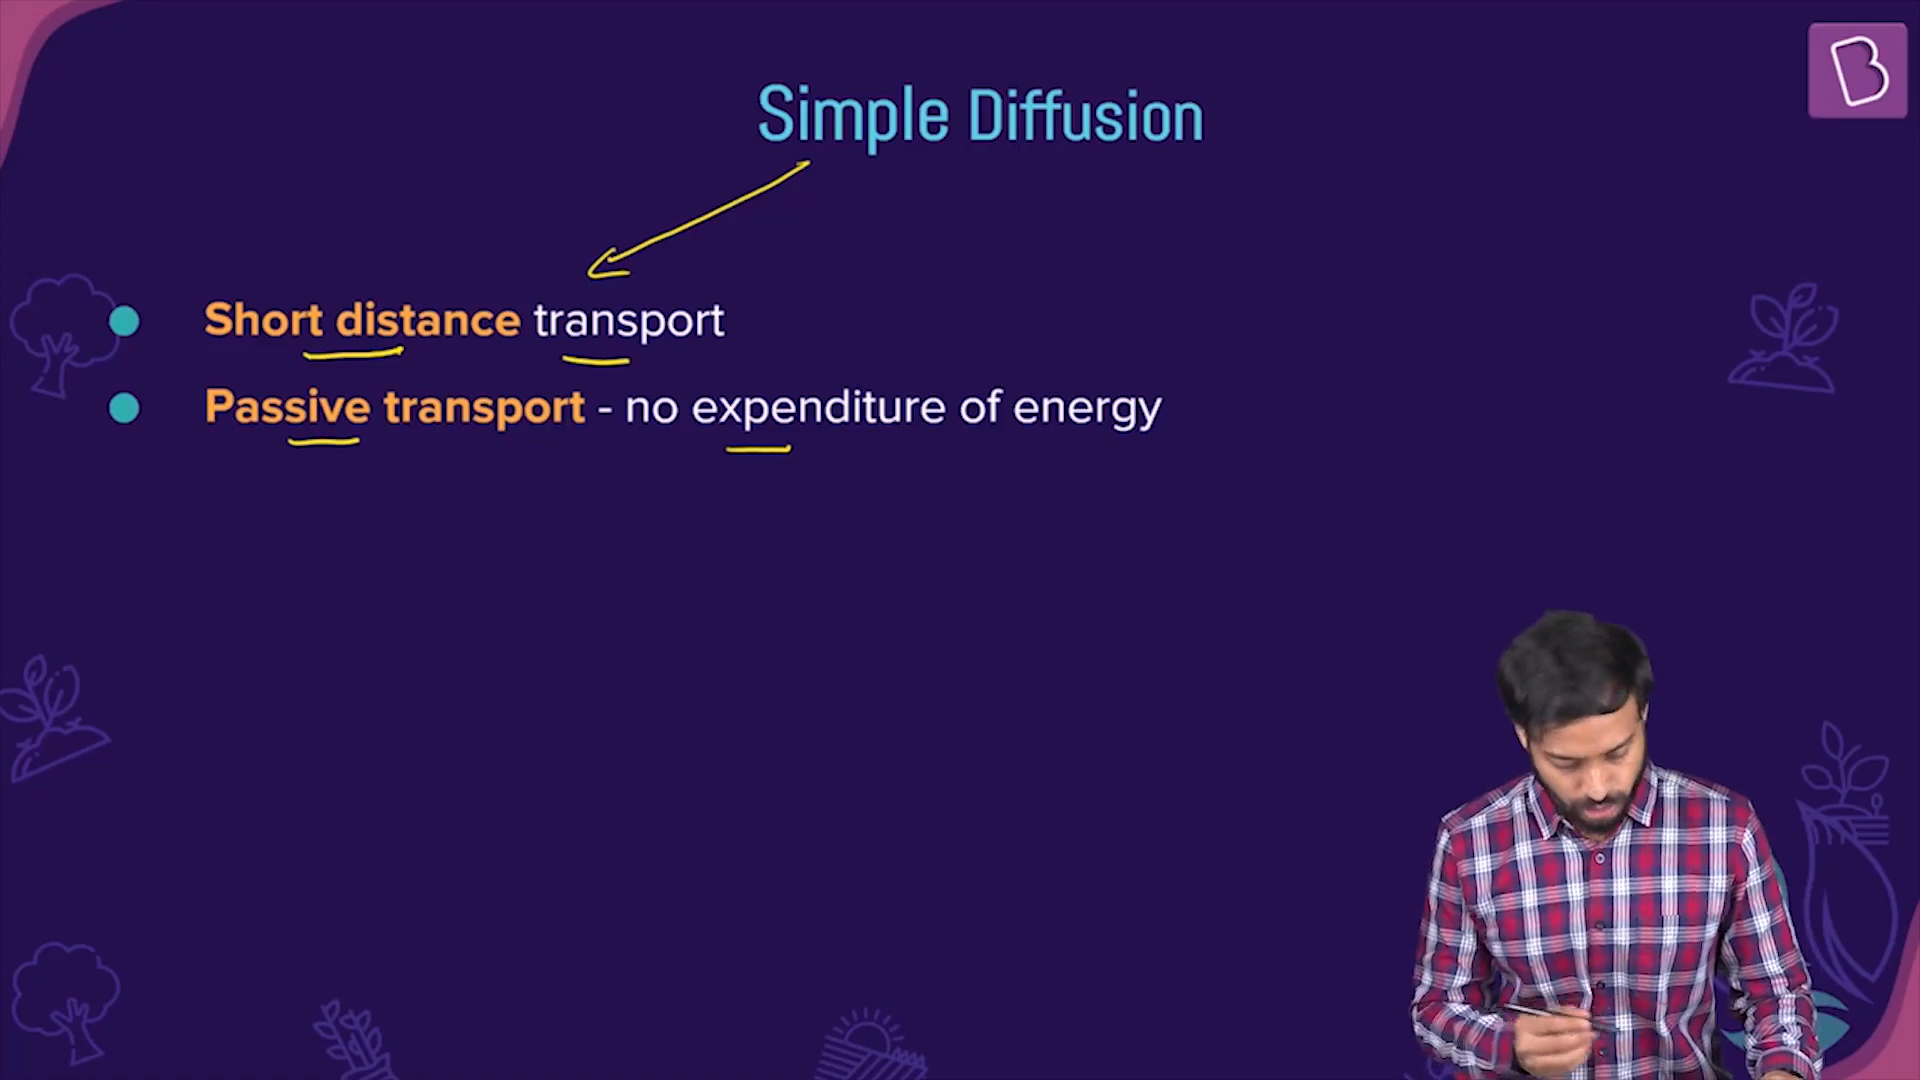 Simple Diffusion
Short distance transport
Passive transport - no expenditure of energy